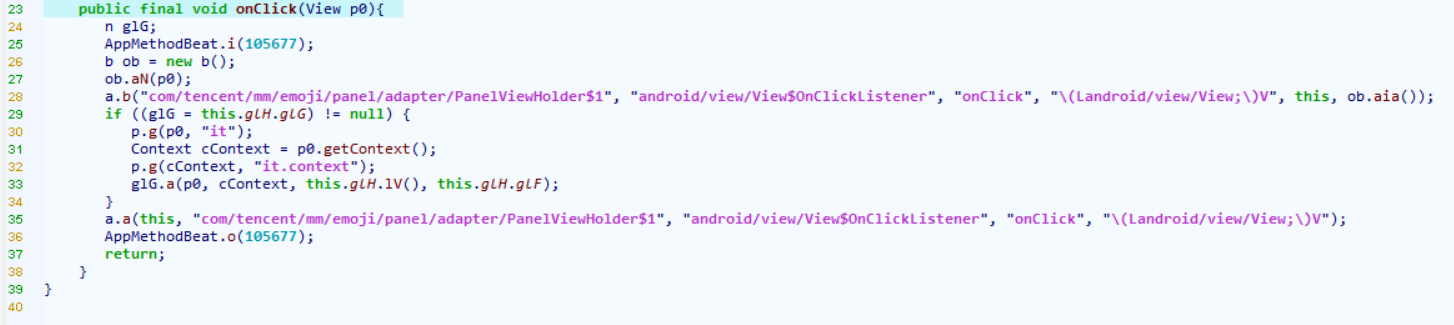 23 public final void onClick(View p0){
24 n glG;
25 AppMethodBeat.i(105677);
26 b ob = new b();
27 ob.aN(p0);
28 a.b("com/tencent/mm/emoji/panel/adapter/PanelViewHolder$1", "android/view/View$OnClickListener", "onClick", "\(Landroid/view/View;\)V", this, ob.aia());
29 if ((glG = this.glH.glG) != null) {
30 p.g(p0, "it");
31 Context cContext = p0.getContext();
32 p.g(cContext, "it.context");
33 glG.a(p0, cContext, this.glH.lV(), this.glH.glF);
34 }
35 a.a(this, "com/tencent/mm/emoji/panel/adapter/PanelViewHolder$1", "android/view/View$OnClickListener", "onClick", "\(Landroid/view/View;\)V");
36 AppMethodBeat.o(105677);
37 return;
38 }
39 }
40